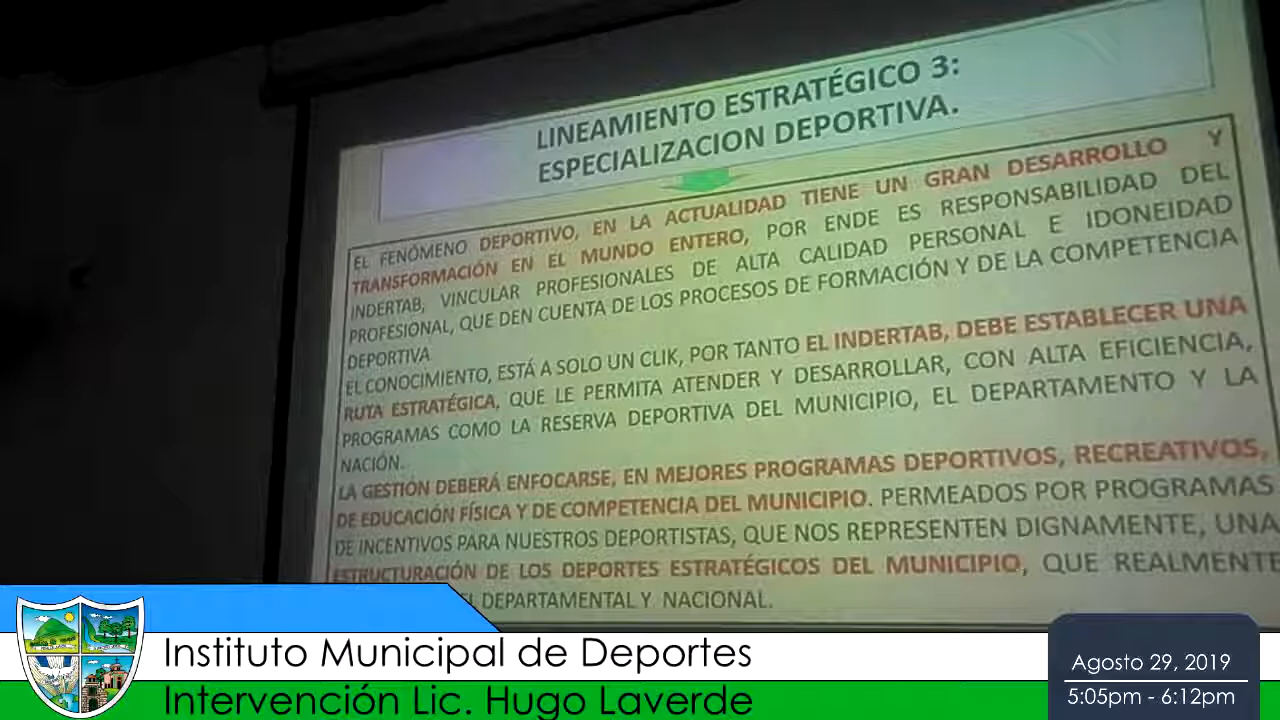 LINEAMIENTO ESTRATÉGICO 3:
ESPECIALIZACION DEPORTIVA.
EL FENÓMENO DEPORTIVO, EN LA ACTUALIDAD TIENE UN GRAN DESARROLLO Y
TRANSFORMACIÓN EN EL MUNDO ENTERO, POR ENDE ES RESPONSABILIDAD DEL
INDERTAB, VINCULAR PROFESIONALES DE ALTA CALIDAD PERSONAL E IDONEIDAD
PROFESIONAL, QUE DEN CUENTA DE LOS PROCESOS DE FORMACIÓN Y DE LA COMPETENCIA
DEPORTIVA
EL CONOCIMIENTO, ESTÁ A SOLO UN CLIK, POR TANTO EL INDERTAB, DEBE ESTABLECER UNA
RUTA ESTRATÉGICA, QUE LE PERMITA ATENDER Y DESARROLLAR, CON ALTA EFICIENCIA,
PROGRAMAS COMO LA RESERVA DEPORTIVA DEL MUNICIPIO, EL DEPARTAMENTO Y LA
NACIÓN.
LA GESTIÓN DEBERÁ ENFOCARSE, EN MEJORES PROGRAMAS DEPORTIVOS, RECREATIVOS,
DE EDUCACIÓN FÍSICA Y DE COMPETENCIA DEL MUNICIPIO. PERMEADOS POR PROGRAMAS
DE INCENTIVOS PARA NUESTROS DEPORTISTAS, QUE NOS REPRESENTEN DIGNAMENTE, UNA
ESTRUCTURACIÓN DE LOS DEPORTES ESTRATÉGICOS DEL MUNICIPIO, QUE REALMENTE
DEPARTAMENTAL Y NACIONAL.
Instituto Municipal de Deportes
Intervención Lic. Hugo Laverde
Agosto 29, 2019
5:05pm - 6:12pm